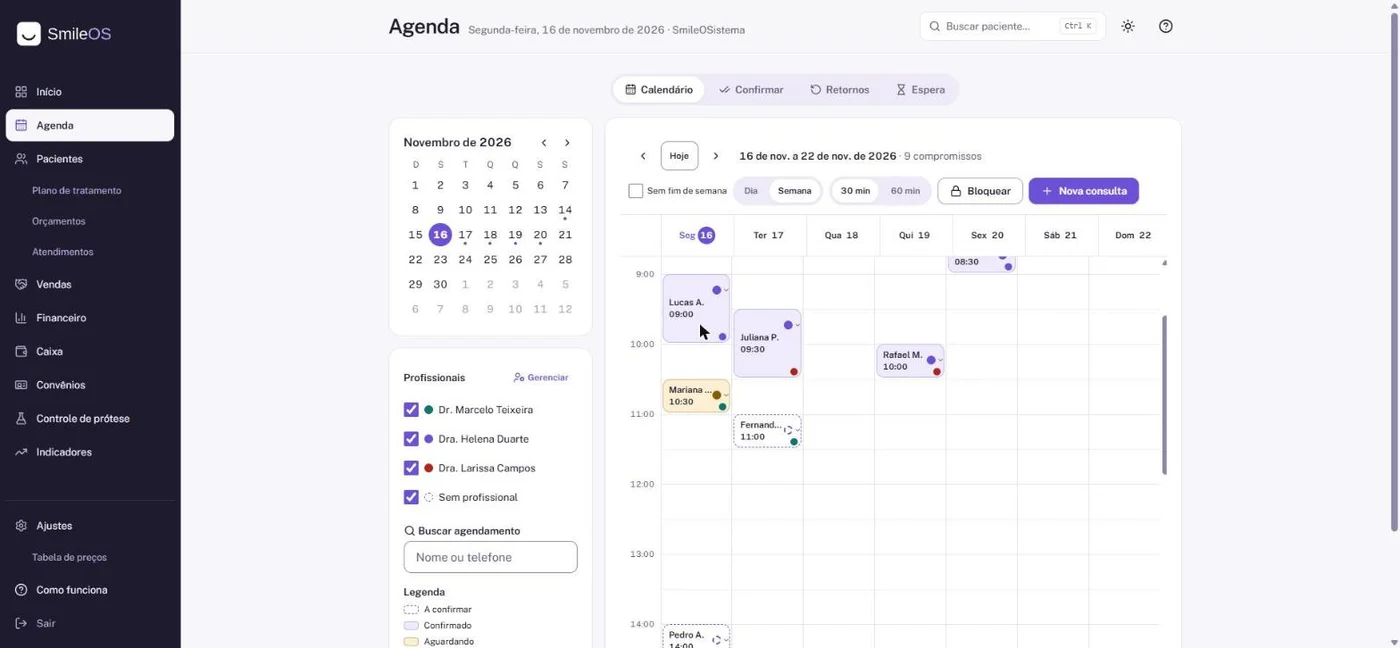 SmileOS
Início
Agenda
Pacientes
Plano de tratamento
Orçamentos
Atendimentos
Vendas
Financeiro
Caixa
Convênios
Controle de prótese
Indicadores
Ajustes
Tabela de preços
Como funciona
Sair
Agenda Segunda-feira, 16 de novembro de 2026 · SmileOSistema
Buscar paciente... Ctrl K
Calendário Confirmar Retornos Espera
Novembro de 2026
D S T Q Q S S
1 2 3 4 5 6 7
8 9 10 11 12 13 14
15 16 17 18 19 20 21
22 23 24 25 26 27 28
29 30 1 2 3 4 5
6 7 8 9 10 11 12
Profissionais Gerenciar
Dr. Marcelo Teixeira
Dra. Helena Duarte
Dra. Larissa Campos
Sem profissional
Buscar agendamento
Nome ou telefone
Legenda
A confirmar
Confirmado
Aguardando
Hoje 16 de nov. a 22 de nov. de 2026 · 9 compromissos
Sem fim de semana Dia Semana 30 min 60 min Bloquear + Nova consulta
Seg 16 Ter 17 Qua 18 Qui 19 Sex 20 Sáb 21 Dom 22
08:30
9:00
Lucas A.
09:00
Juliana P.
09:30
10:00
Rafael M.
10:00
Mariana ...
10:30
11:00
Fernand...
11:00
12:00
13:00
14:00
Pedro A.
14:00